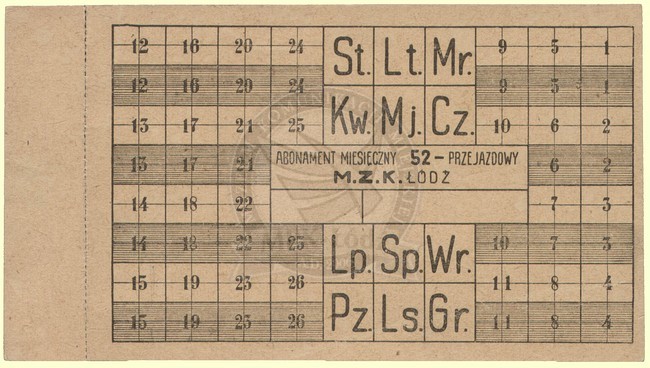 12 16 20 24 St. Lt. Mr. 9 5 1
12 16 20 24 9 5 1
13 17 21 25 Kw. Mj. Cz. 10 6 2
13 17 21 ABONAMENT MIESIĘCZNY 52 – PRZEJAZDOWY 6 2
M.Z.K. ŁÓDŹ
14 18 22 7 3
14 18 22 25 Lp. Sp. Wr. 10 7 3
15 19 23 26 11 8 4
15 19 23 26 Pz. Ls. Gr. 11 8 4